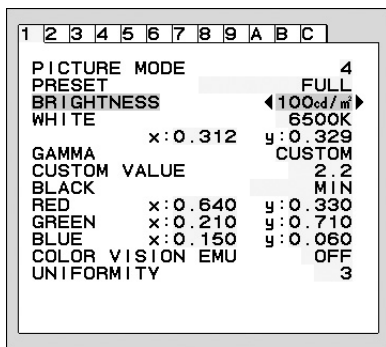 1 2 3 4 5 6 7 8 9 A B C
PICTURE MODE 4
PRESET FULL
BRIGHTNESS ◀100cd/㎡▶
WHITE 6500K
x:0.312 y:0.329
GAMMA CUSTOM
CUSTOM VALUE 2.2
BLACK MIN
RED x:0.640 y:0.330
GREEN x:0.210 y:0.710
BLUE x:0.150 y:0.060
COLOR VISION EMU OFF
UNIFORMITY 3